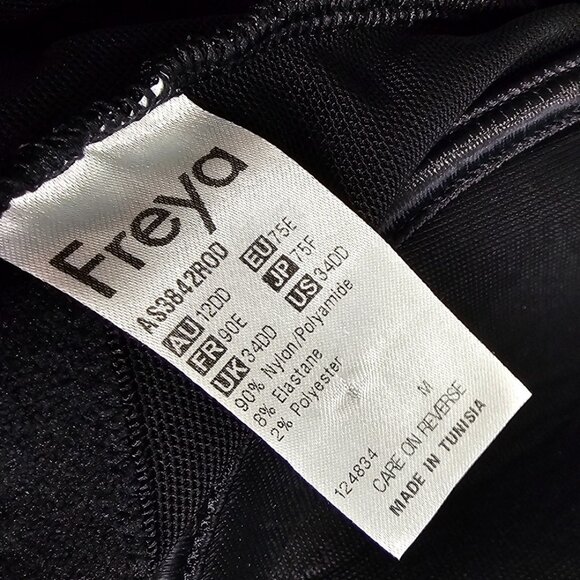 Freya
AS3842ROD
AU 12DD EU 75E
FR 90E JP 75F
UK 34DD US 34DD
90% Nylon/Polyamide
8% Elastane
2% Polyester
124834 M
CARE ON REVERSE
MADE IN TUNISIA